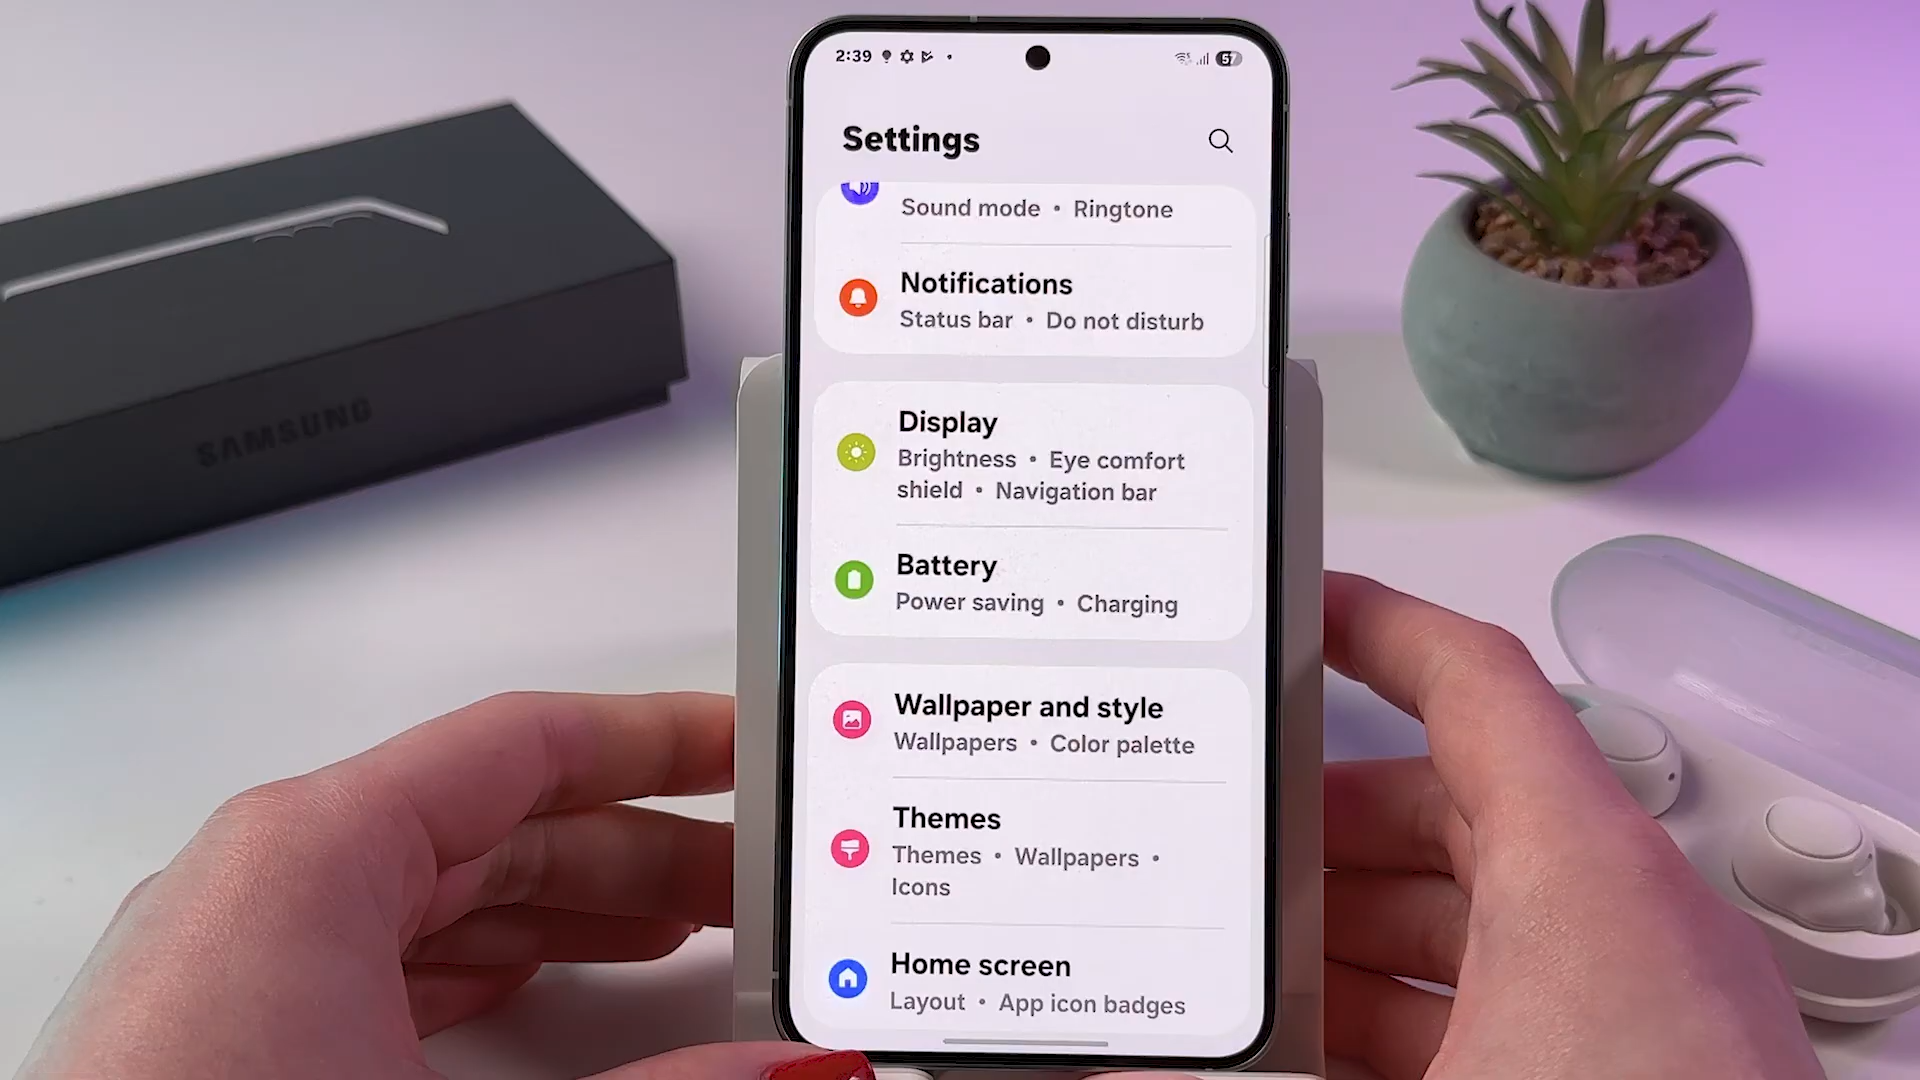 2:39
57
Settings
Sound mode • Ringtone
Notifications
Status bar • Do not disturb
Display
Brightness • Eye comfort
shield • Navigation bar
Battery
Power saving • Charging
Wallpaper and style
Wallpapers • Color palette
Themes
Themes • Wallpapers •
Icons
Home screen
Layout • App icon badges
SAMSUNG